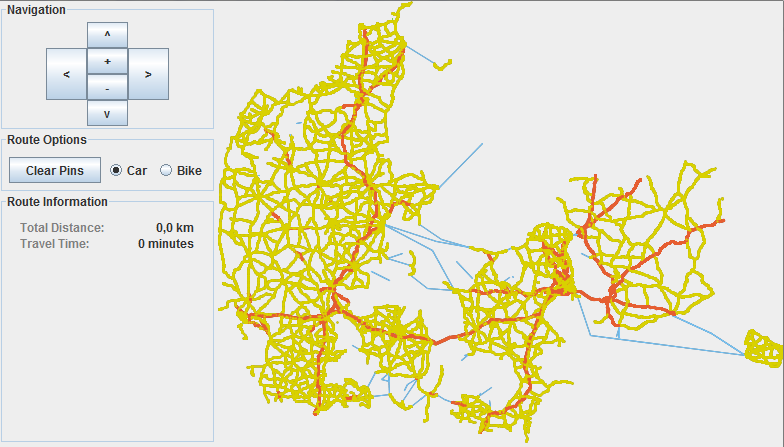 Navigation
^
+
<
>
-
v
Route Options
Clear Pins
Car
Bike
Route Information
Total Distance: 0,0 km
Travel Time: 0 minutes